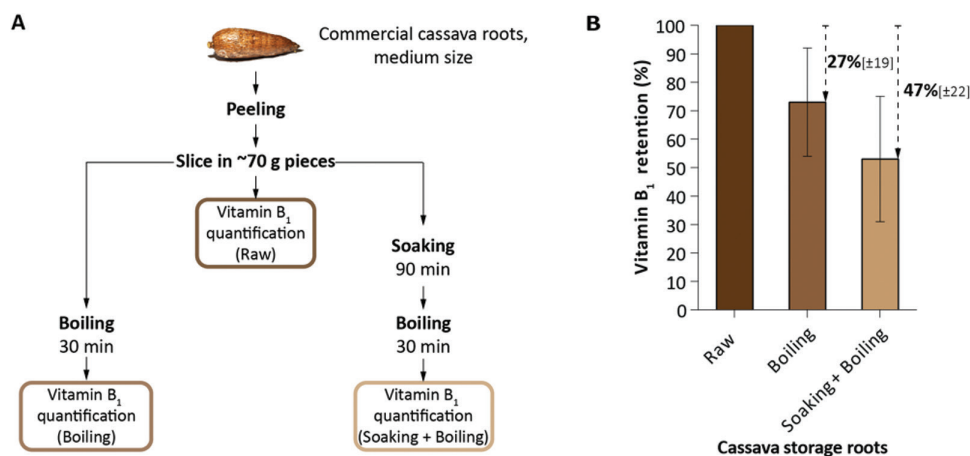 A
Commercial cassava roots,
medium size
Peeling
Slice in ~70 g pieces
Vitamin B₁
quantification
(Raw)
Soaking
90 min
Boiling
30 min
Boiling
30 min
Vitamin B₁
quantification
(Boiling)
Vitamin B₁
quantification
(Soaking + Boiling)
B
Vitamin B₁ retention (%)
100
90
80
70
60
50
40
30
20
10
0
27%[±19]
47%[±22]
Raw
Boiling
Soaking + Boiling
Cassava storage roots